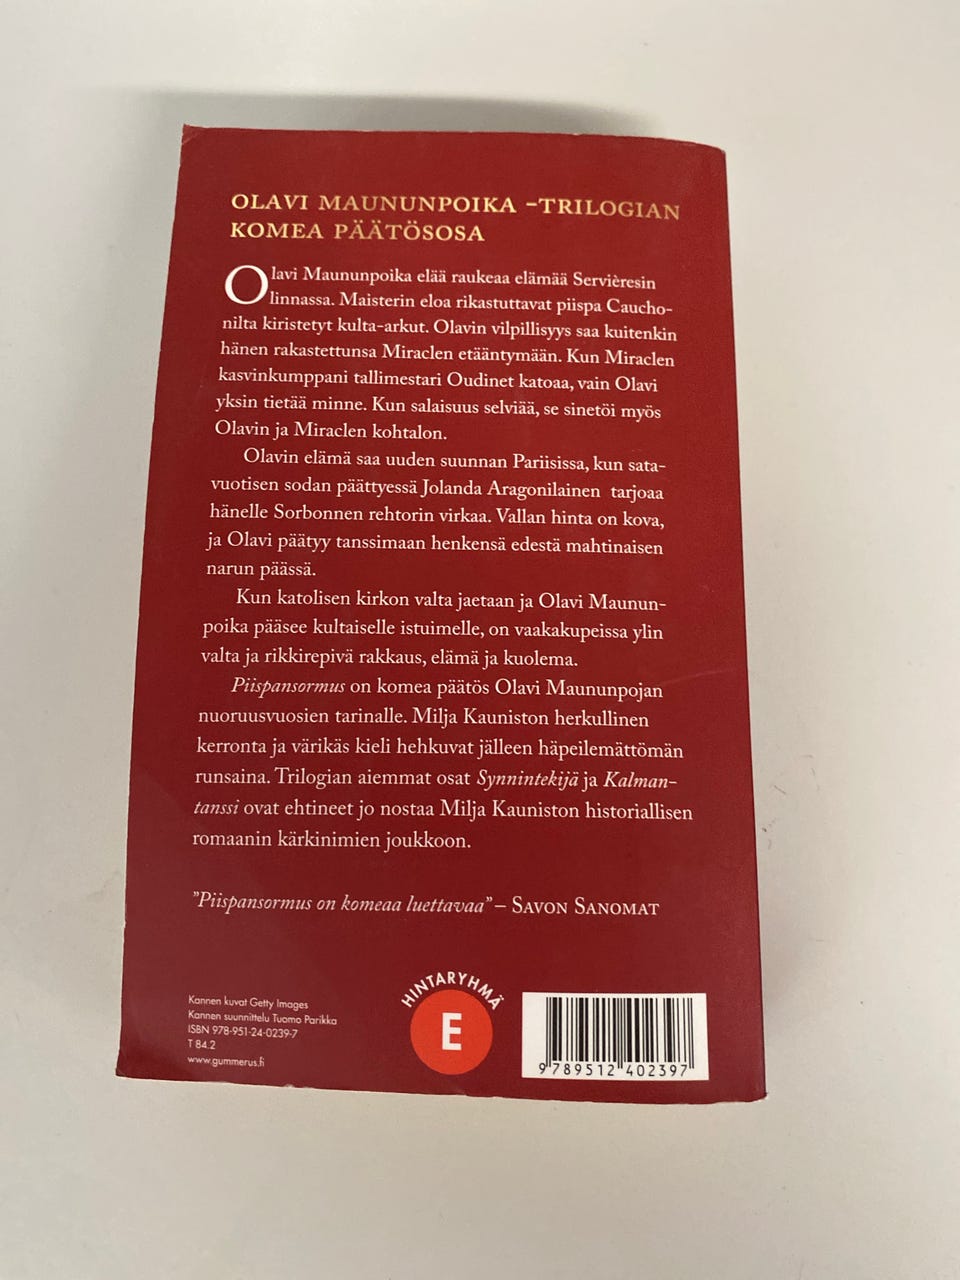 OLAVI MAUNUNPOIKA -TRILOGIAN
KOMEA PÄÄTÖSOSA
Olavi Maununpoika elää raukeaa elämää Servièresin
linnassa. Maisterin eloa rikastuttavat piispa Caucho-
nilta kiristetyt kulta-arkut. Olavin vilpillisyys saa kuitenkin
hänen rakastettunsa Miraclen etääntymään. Kun Miraclen
kasvinkumppani tallimestari Oudinet katoaa, vain Olavi
yksin tietää minne. Kun salaisuus selviää, se sinetöi myös
Olavin ja Miraclen kohtalon.
Olavin elämä saa uuden suunnan Pariisissa, kun sata-
vuotisen sodan päättyessä Jolanda Aragonilainen tarjoaa
hänelle Sorbonnen rehtorin virkaa. Vallan hinta on kova,
ja Olavi päätyy tanssimaan henkensä edestä mahtinaisen
narun päässä.
Kun katolisen kirkon valta jaetaan ja Olavi Maunun-
poika pääsee kultaiselle istuimelle, on vaakakupeissa ylin
valta ja rikkirepivä rakkaus, elämä ja kuolema.
Piispansormus on komea päätös Olavi Maununpojan
nuoruusvuosien tarinalle. Milja Kauniston herkullinen
kerronta ja värikäs kieli hehkuvat jälleen häpeilemättömän
runsaina. Trilogian aiemmat osat Synnintekijä ja Kalman-
tanssi ovat ehtineet jo nostaa Milja Kauniston historiallisen
romaanin kärkinimien joukkoon.
"Piispansormus on komeaa luettavaa" – SAVON SANOMAT
Kannen kuvat Getty Images
Kannen suunnittelu Tuomo Parikka
ISBN 978-951-24-0239-7
T 84.2
www.gummerus.fi
HINTARYHMÄ
E
9 789512 402397